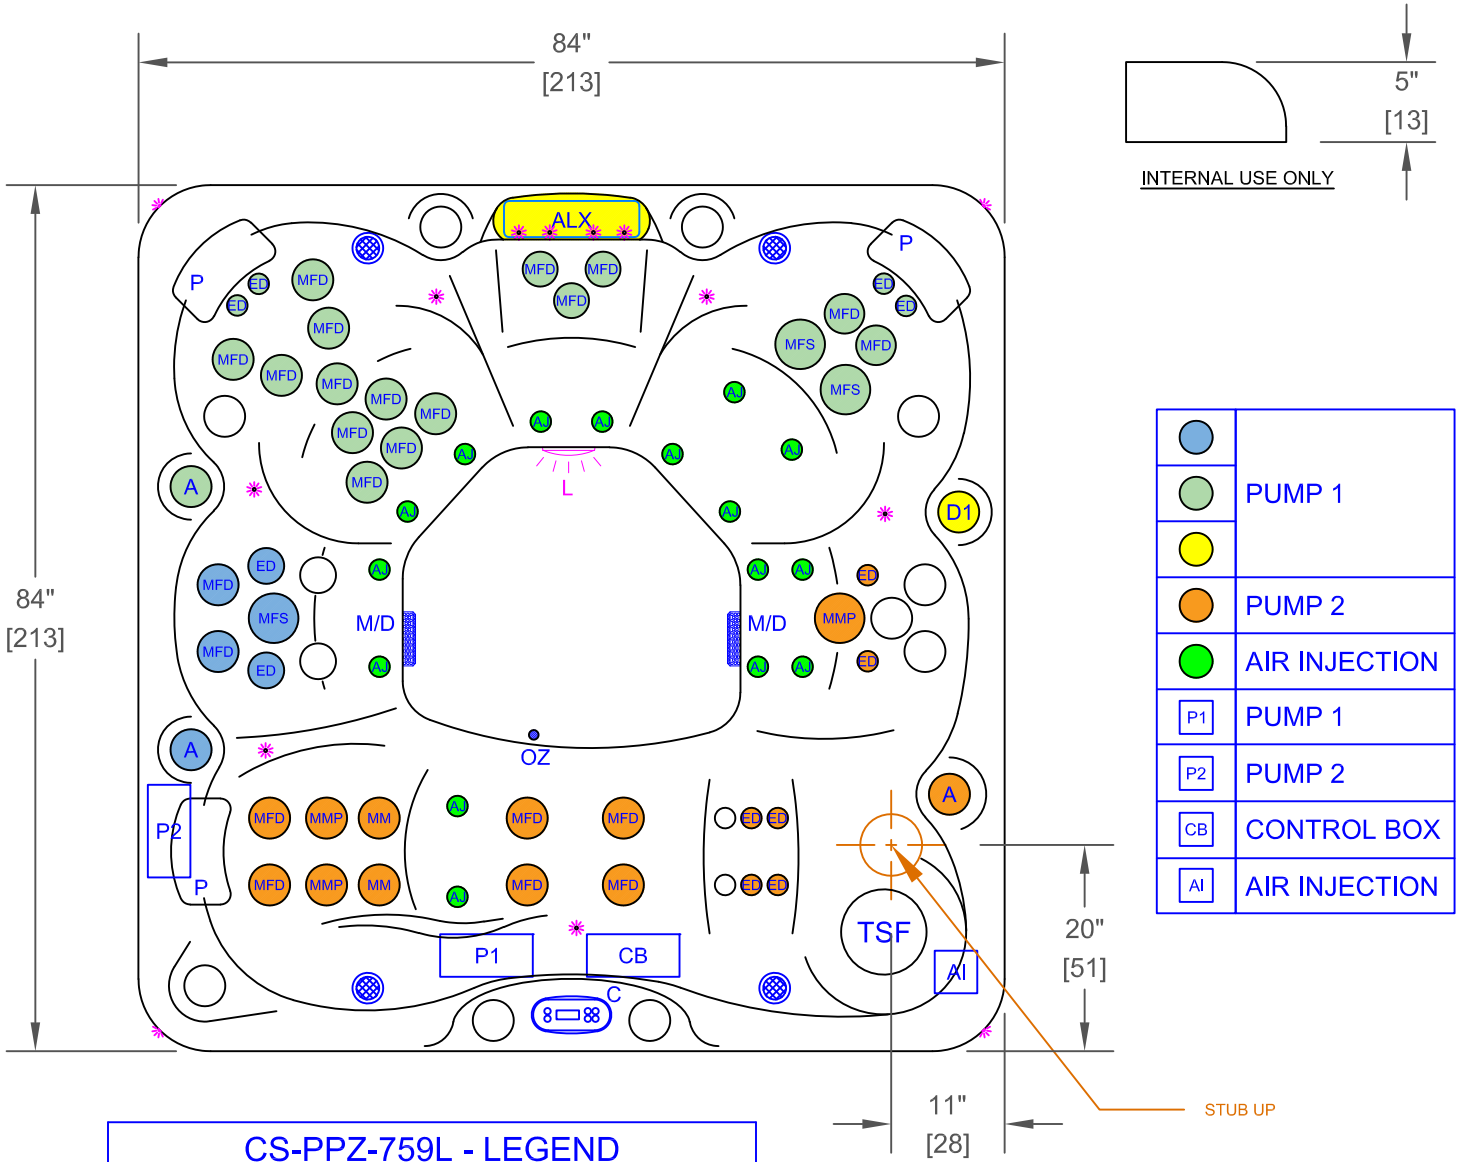 84"
[213]
5"
[13]
INTERNAL USE ONLY
ALX
P
P
MFD
MFD
MFD
ED
ED
MFD
MFD
MFD
MFD
MFD
MFD
MFD
MFD
MFD
MFD
ED
ED
MFD
MFS
MFD
MFS
AJ
AJ
AJ
AJ
AJ
AJ
AJ
AJ
L
A
D1
PUMP 1
PUMP 2
AIR INJECTION
P1 PUMP 1
P2 PUMP 2
CB CONTROL BOX
AI AIR INJECTION
84"
[213]
ED
MFD
MFS
MFD
ED
AJ
M/D
AJ
AJ
AJ
M/D
AJ
AJ
ED
MMP
ED
A
OZ
A
P2
P
MFD MMP MM AJ MFD MFD ED ED
MFD MMP MM AJ MFD MFD ED ED
TSF
P1
CB
AI
C
20"
[51]
11"
[28]
STUB UP
CS-PPZ-759L - LEGEND